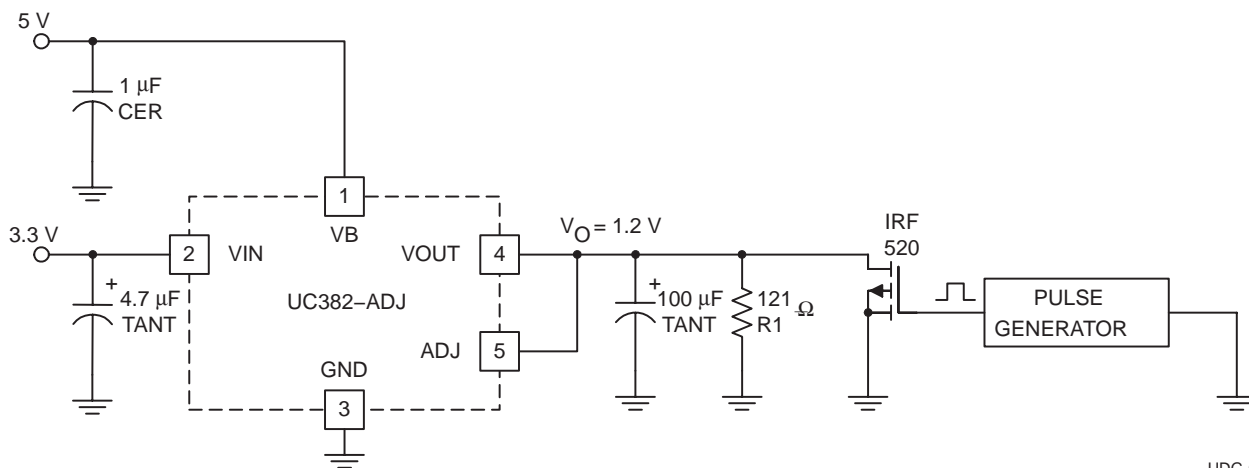 5 V
1 μF
CER
1
VB
3.3 V
2
VIN
VOUT
4
V_O = 1.2 V
IRF
520
+
4.7 μF
TANT
UC382–ADJ
+
100 μF
TANT
121 Ω
R1
PULSE
GENERATOR
ADJ
5
GND
3